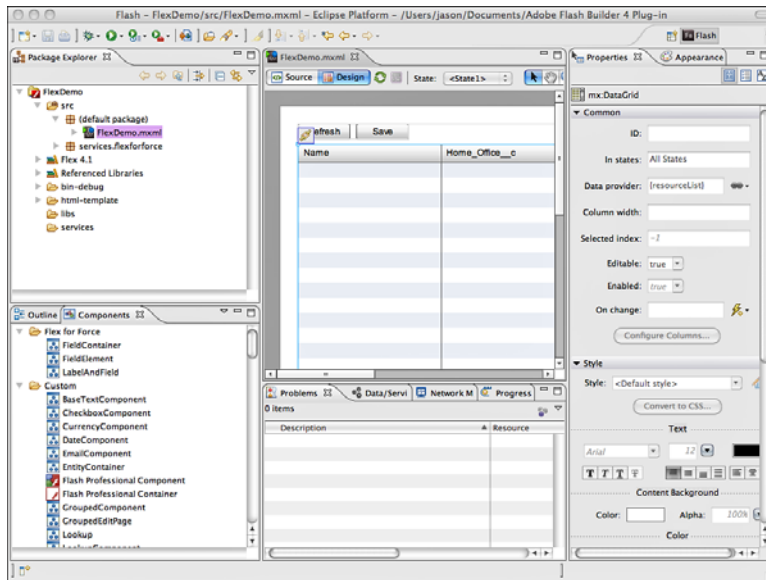 Flash - FlexDemo/src/FlexDemo.mxml - Eclipse Platform - /Users/jason/Documents/Adobe Flash Builder 4 Plug-in
Flash
Package Explorer
FlexDemo
src
(default package)
FlexDemo.mxml
services.flexforforce
Flex 4.1
Referenced Libraries
bin-debug
html-template
libs
services
Outline
Components
Flex for Force
FieldContainer
FieldElement
LabelAndField
Custom
BaseTextComponent
CheckboxComponent
CurrencyComponent
DateComponent
EmailComponent
EntityContainer
Flash Professional Component
Flash Professional Container
GroupedComponent
GroupedEditPage
Lookup
LookupComponent
FlexDemo.mxml
Source Design State: <State1>
efresh Save
Name Home_Office__c
Problems Data/Servi Network M Progress
0 items
Description Resource
Properties Appearance
mx:DataGrid
Common
ID:
In states: All States
Data provider: {resourceList}
Column width:
Selected index: -1
Editable: true
Enabled: true
On change:
Configure Columns...
Style
Style: <Default style>
Convert to CSS...
Text
Arial 12
T T T T
Content Background
Color: Alpha: 100%
Color